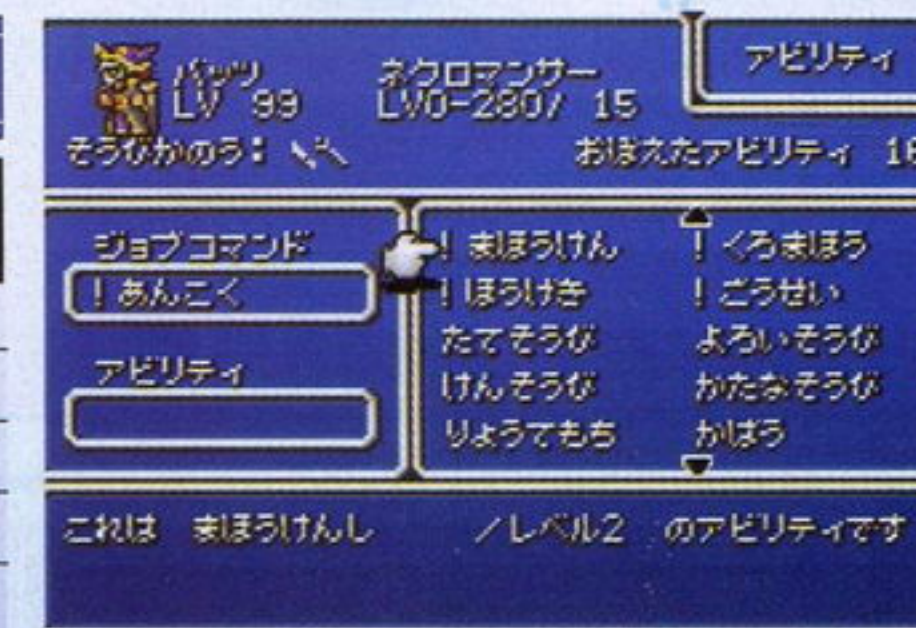 アビリティ
バッツ ネクロマンサー
LV 99 LV0-280/ 15
そうびかのう: おぼえたアビリティ 16
ジョブコマンド
!あんこく
アビリティ
!まほうけん !くろまほう
!ほうげき !ごうせい
たてそうび よろいそうび
けんそうび かたなそうび
りょうてもち かばう
これは まほうけんし /レベル2 のアビリティです